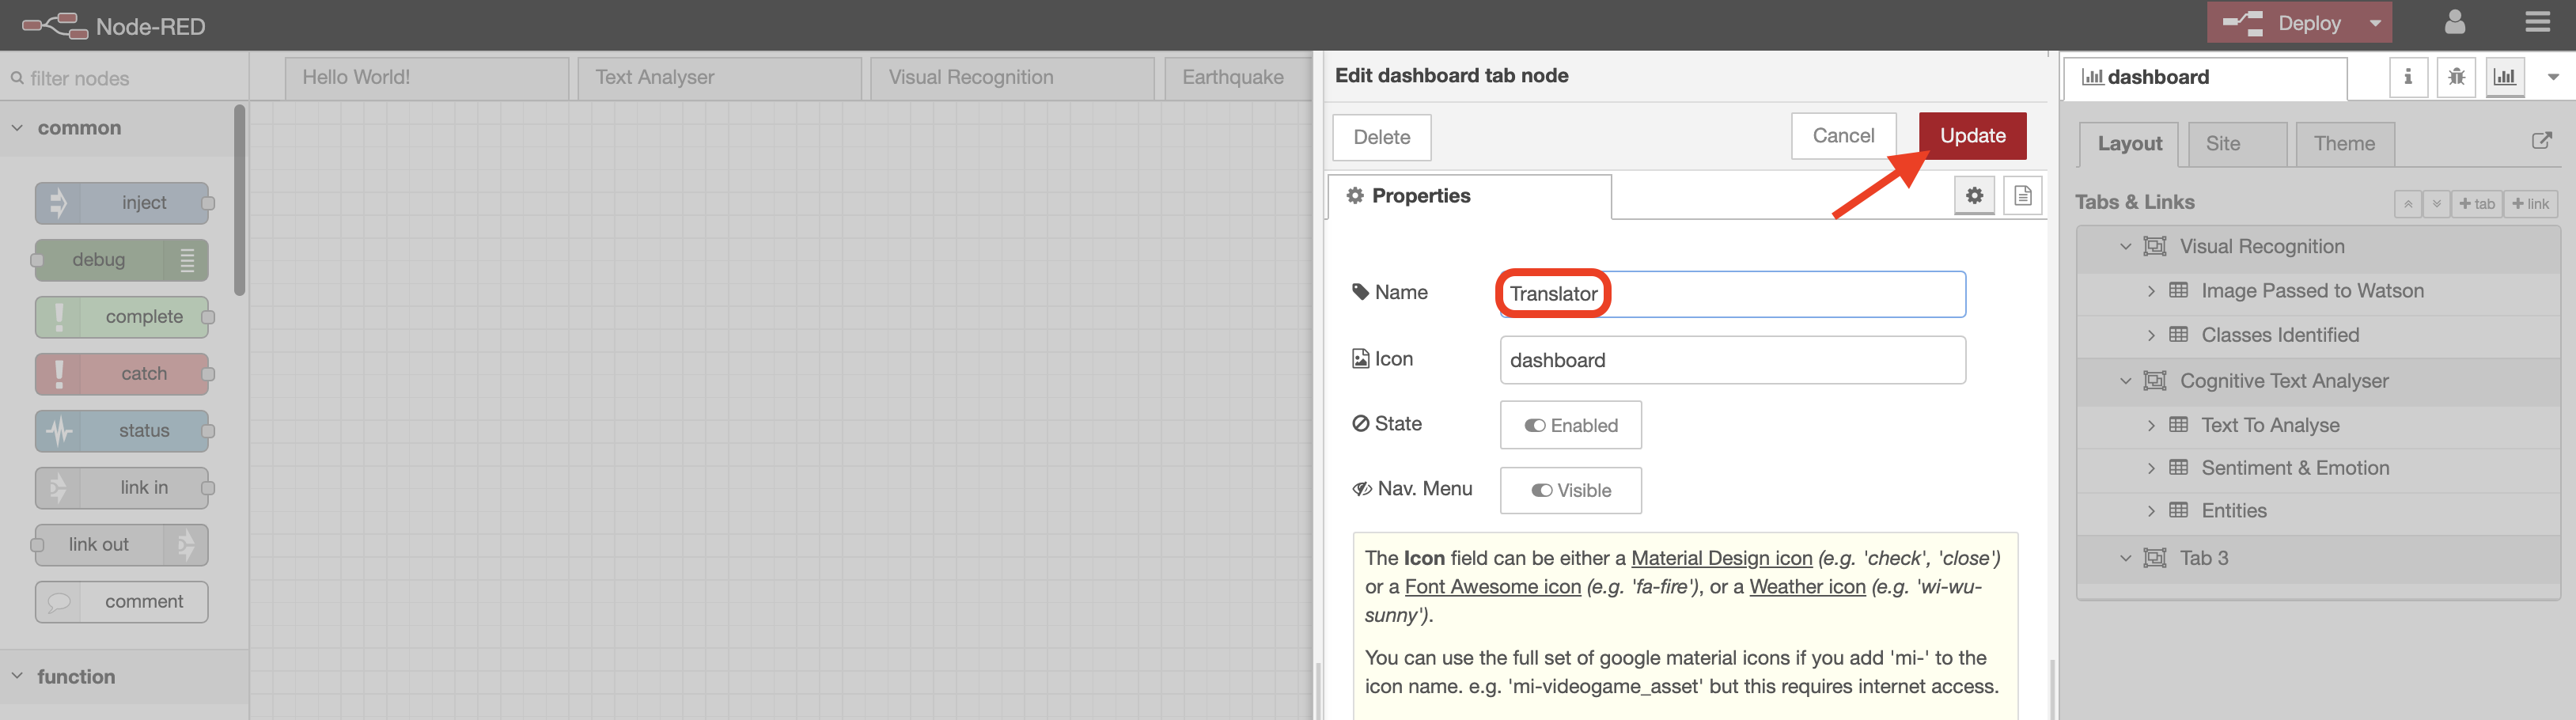 Node-RED
Deploy
filter nodes
Hello World!
Text Analyser
Visual Recognition
Earthquake
Edit dashboard tab node
dashboard
common
Delete
Cancel
Update
Layout
Site
Theme
Properties
Tabs & Links
+ tab
+ link
inject
debug
complete
catch
status
link in
link out
comment
function
Name
Translator
Icon
dashboard
State
Enabled
Nav. Menu
Visible
The Icon field can be either a Material Design icon (e.g. 'check', 'close')
or a Font Awesome icon (e.g. 'fa-fire'), or a Weather icon (e.g. 'wi-wu-
sunny').
You can use the full set of google material icons if you add 'mi-' to the
icon name. e.g. 'mi-videogame_asset' but this requires internet access.
Visual Recognition
Image Passed to Watson
Classes Identified
Cognitive Text Analyser
Text To Analyse
Sentiment & Emotion
Entities
Tab 3